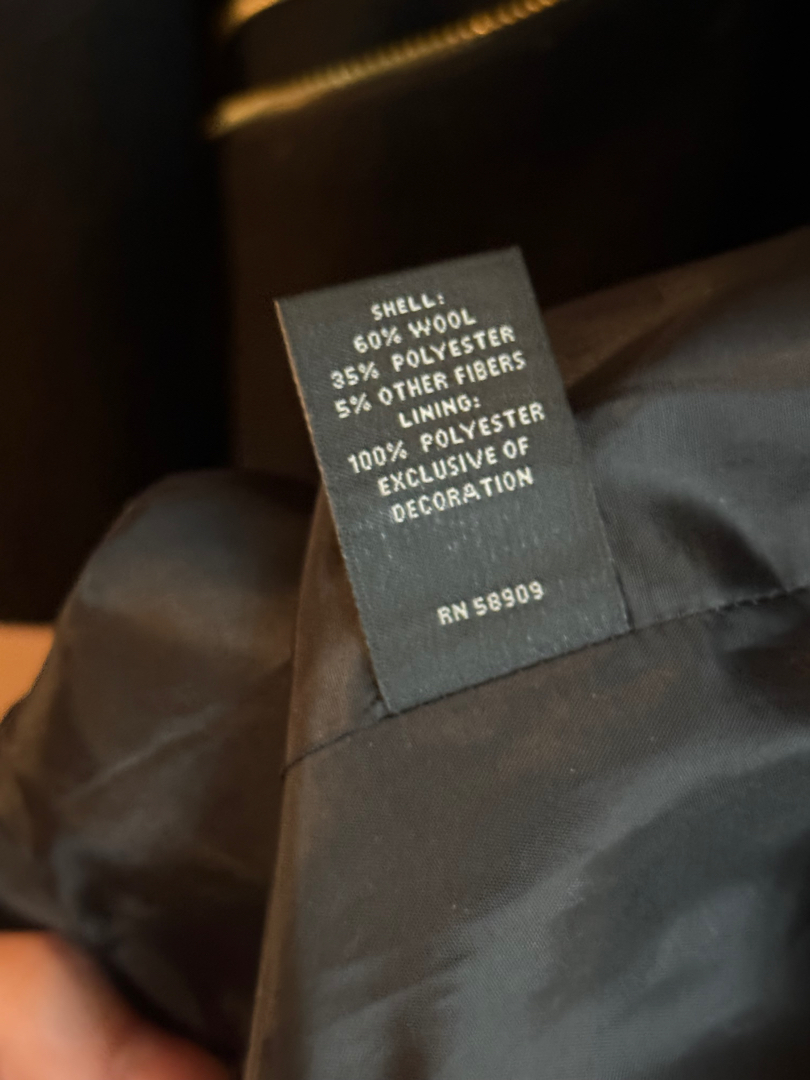 SHELL:
60% WOOL
35% POLYESTER
5% OTHER FIBERS
LINING:
100% POLYESTER
EXCLUSIVE OF
DECORATION
RN 58909